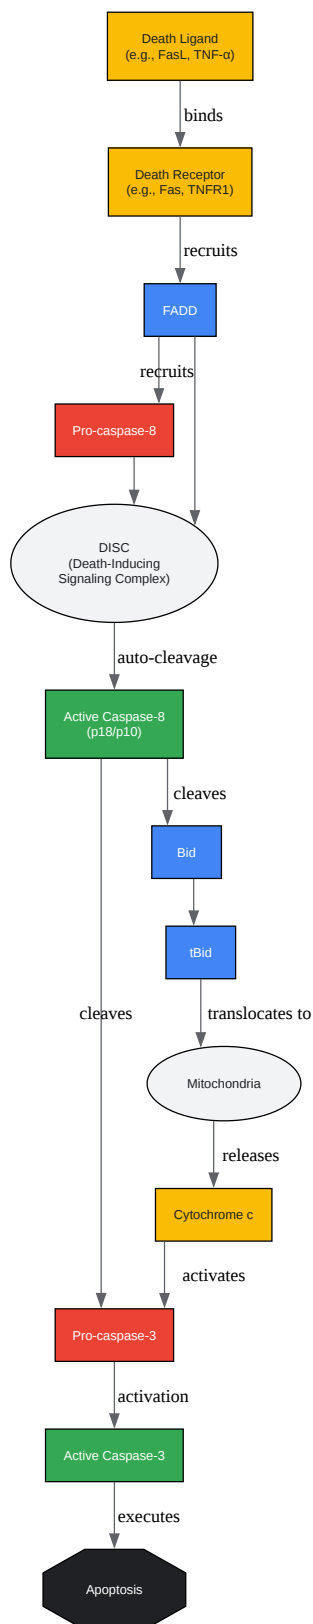 Death Ligand
(e.g., FasL, TNF-α)
binds
Death Receptor
(e.g., Fas, TNFR1)
recruits
FADD
recruits
Pro-caspase-8
DISC
(Death-Inducing
Signaling Complex)
auto-cleavage
Active Caspase-8
(p18/p10)
cleaves
Bid
tBid
cleaves
translocates to
Mitochondria
releases
Cytochrome c
activates
Pro-caspase-3
activation
Active Caspase-3
executes
Apoptosis